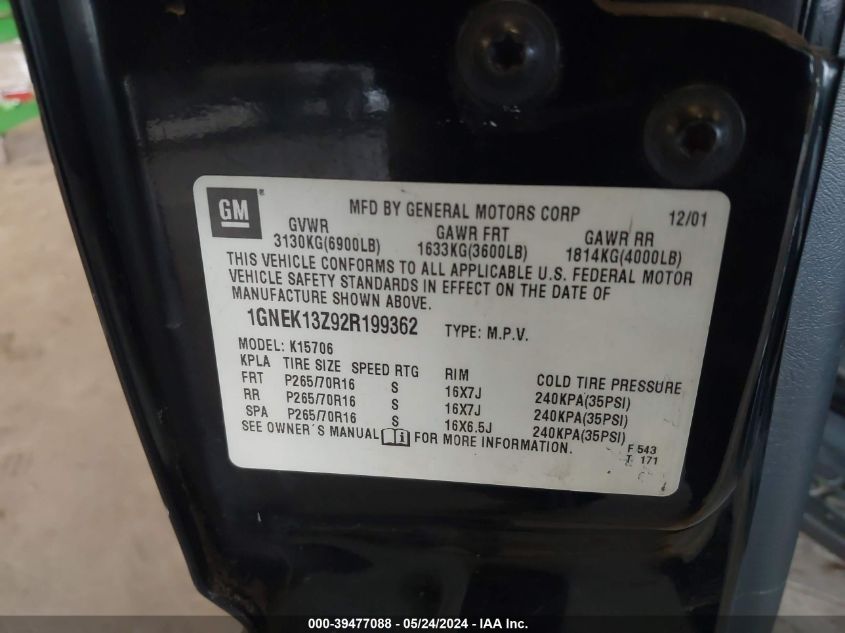 GM ® MFD BY GENERAL MOTORS CORP 12/01
GVWR GAWR FRT GAWR RR
3130KG(6900LB) 1633KG(3600LB) 1814KG(4000LB)
THIS VEHICLE CONFORMS TO ALL APPLICABLE U.S. FEDERAL MOTOR
VEHICLE SAFETY STANDARDS IN EFFECT ON THE DATE OF
MANUFACTURE SHOWN ABOVE.
1GNEK13Z92R199362 TYPE: M.P.V.
MODEL: K15706
KPLA TIRE SIZE SPEED RTG RIM COLD TIRE PRESSURE
FRT P265/70R16 S 16X7J 240KPA(35PSI)
RR P265/70R16 S 16X7J 240KPA(35PSI)
SPA P265/70R16 S 16X6.5J 240KPA(35PSI)
SEE OWNER'S MANUAL i FOR MORE INFORMATION.
F 543
T 171
000-39477088 - 05/24/2024 - IAA Inc.